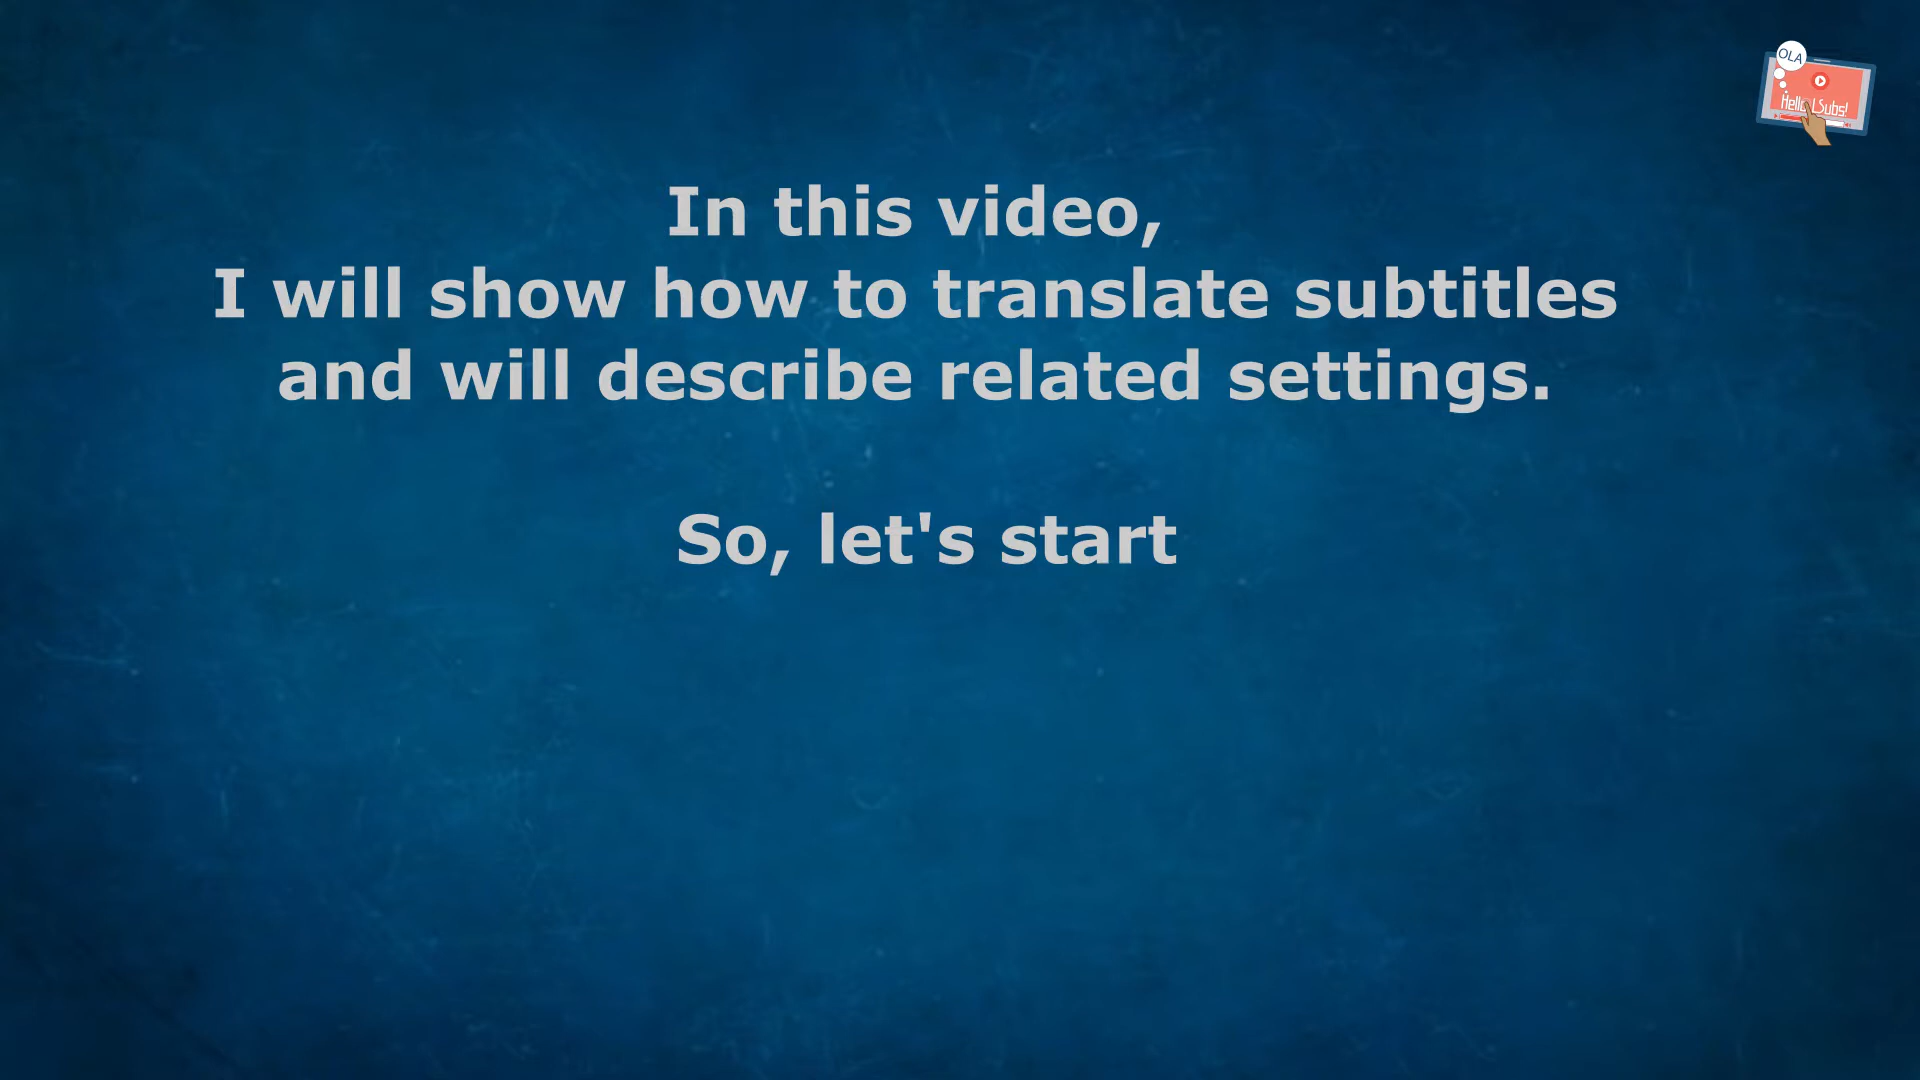 OLA
Hello Subs!
In this video,
I will show how to translate subtitles
and will describe related settings.
So, let's start